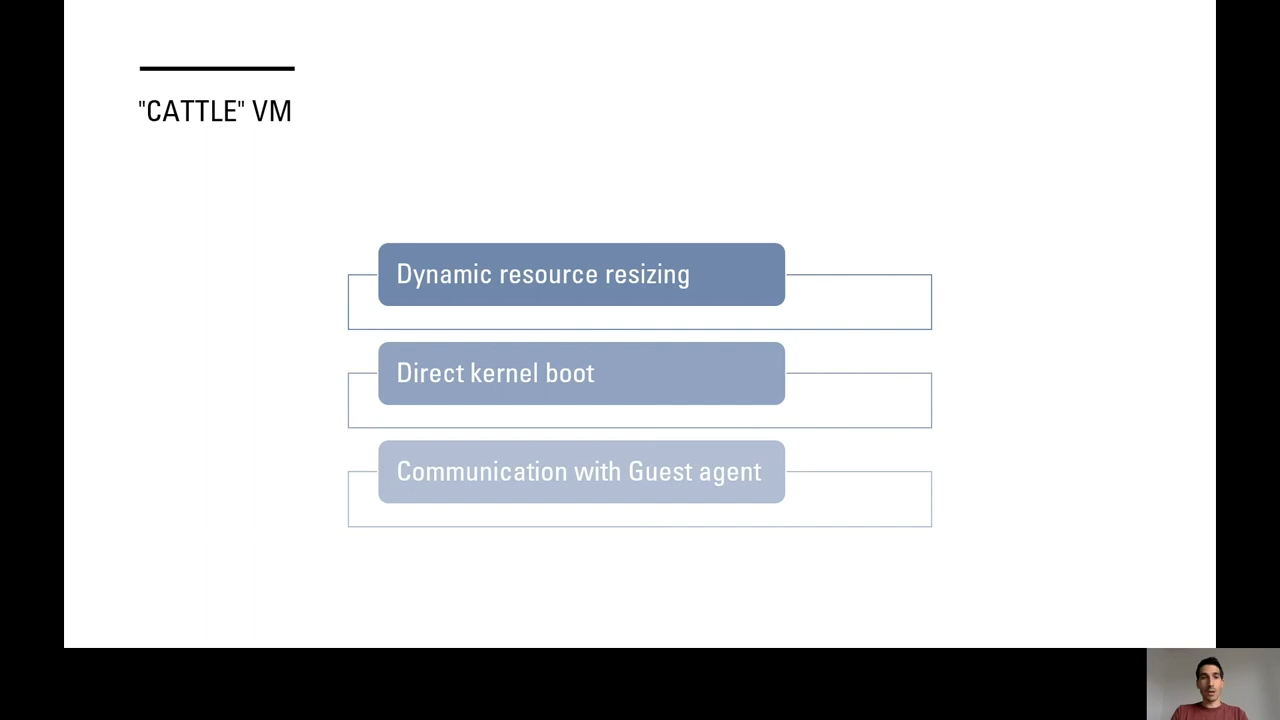 "CATTLE" VM
Dynamic resource resizing
Direct kernel boot
Communication with Guest agent